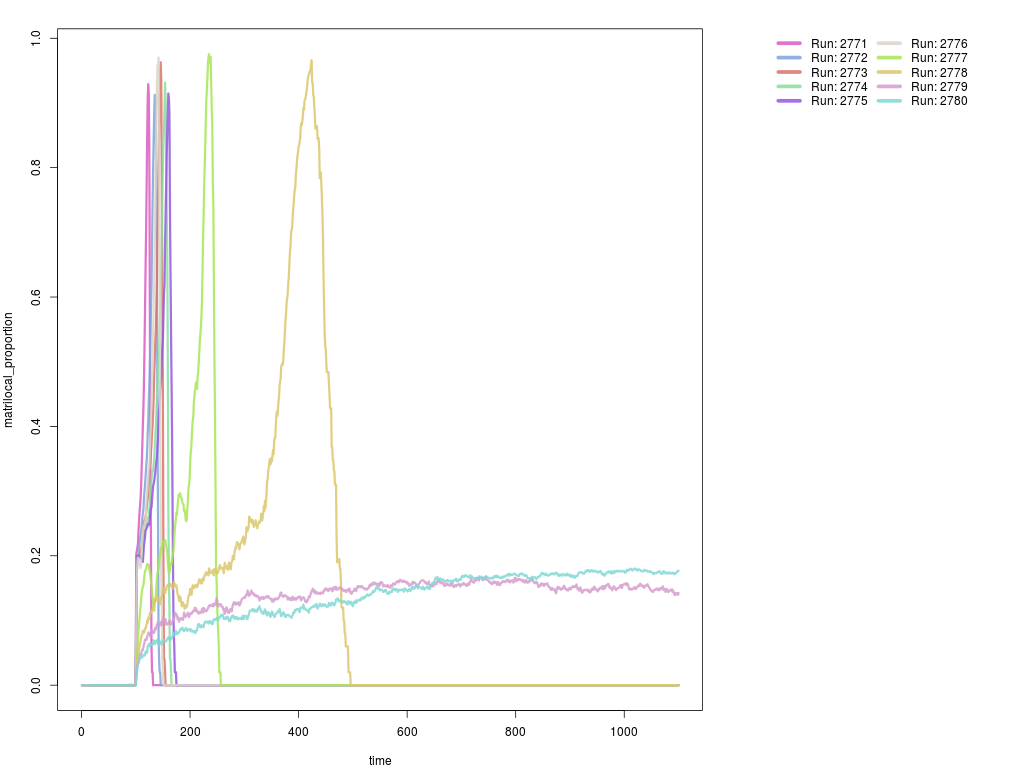 Run: 2771
Run: 2772
Run: 2773
Run: 2774
Run: 2775
Run: 2776
Run: 2777
Run: 2778
Run: 2779
Run: 2780
matrilocal_proportion
1.0
0.8
0.6
0.4
0.2
0.0
0 200 400 600 800 1000
time